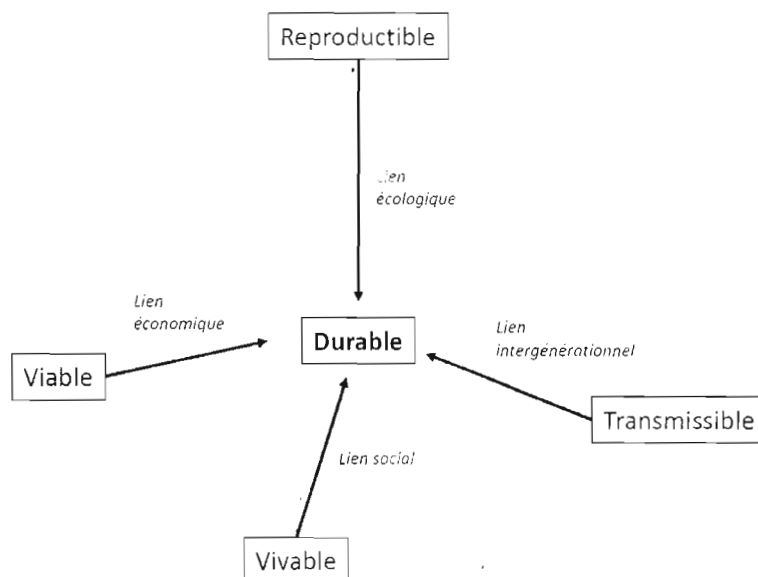 Reproductible
Lien
écologique
Lien
économique
Durable
Lien
intergénérationnel
Viable
Transmissible
Lien social
Vivable